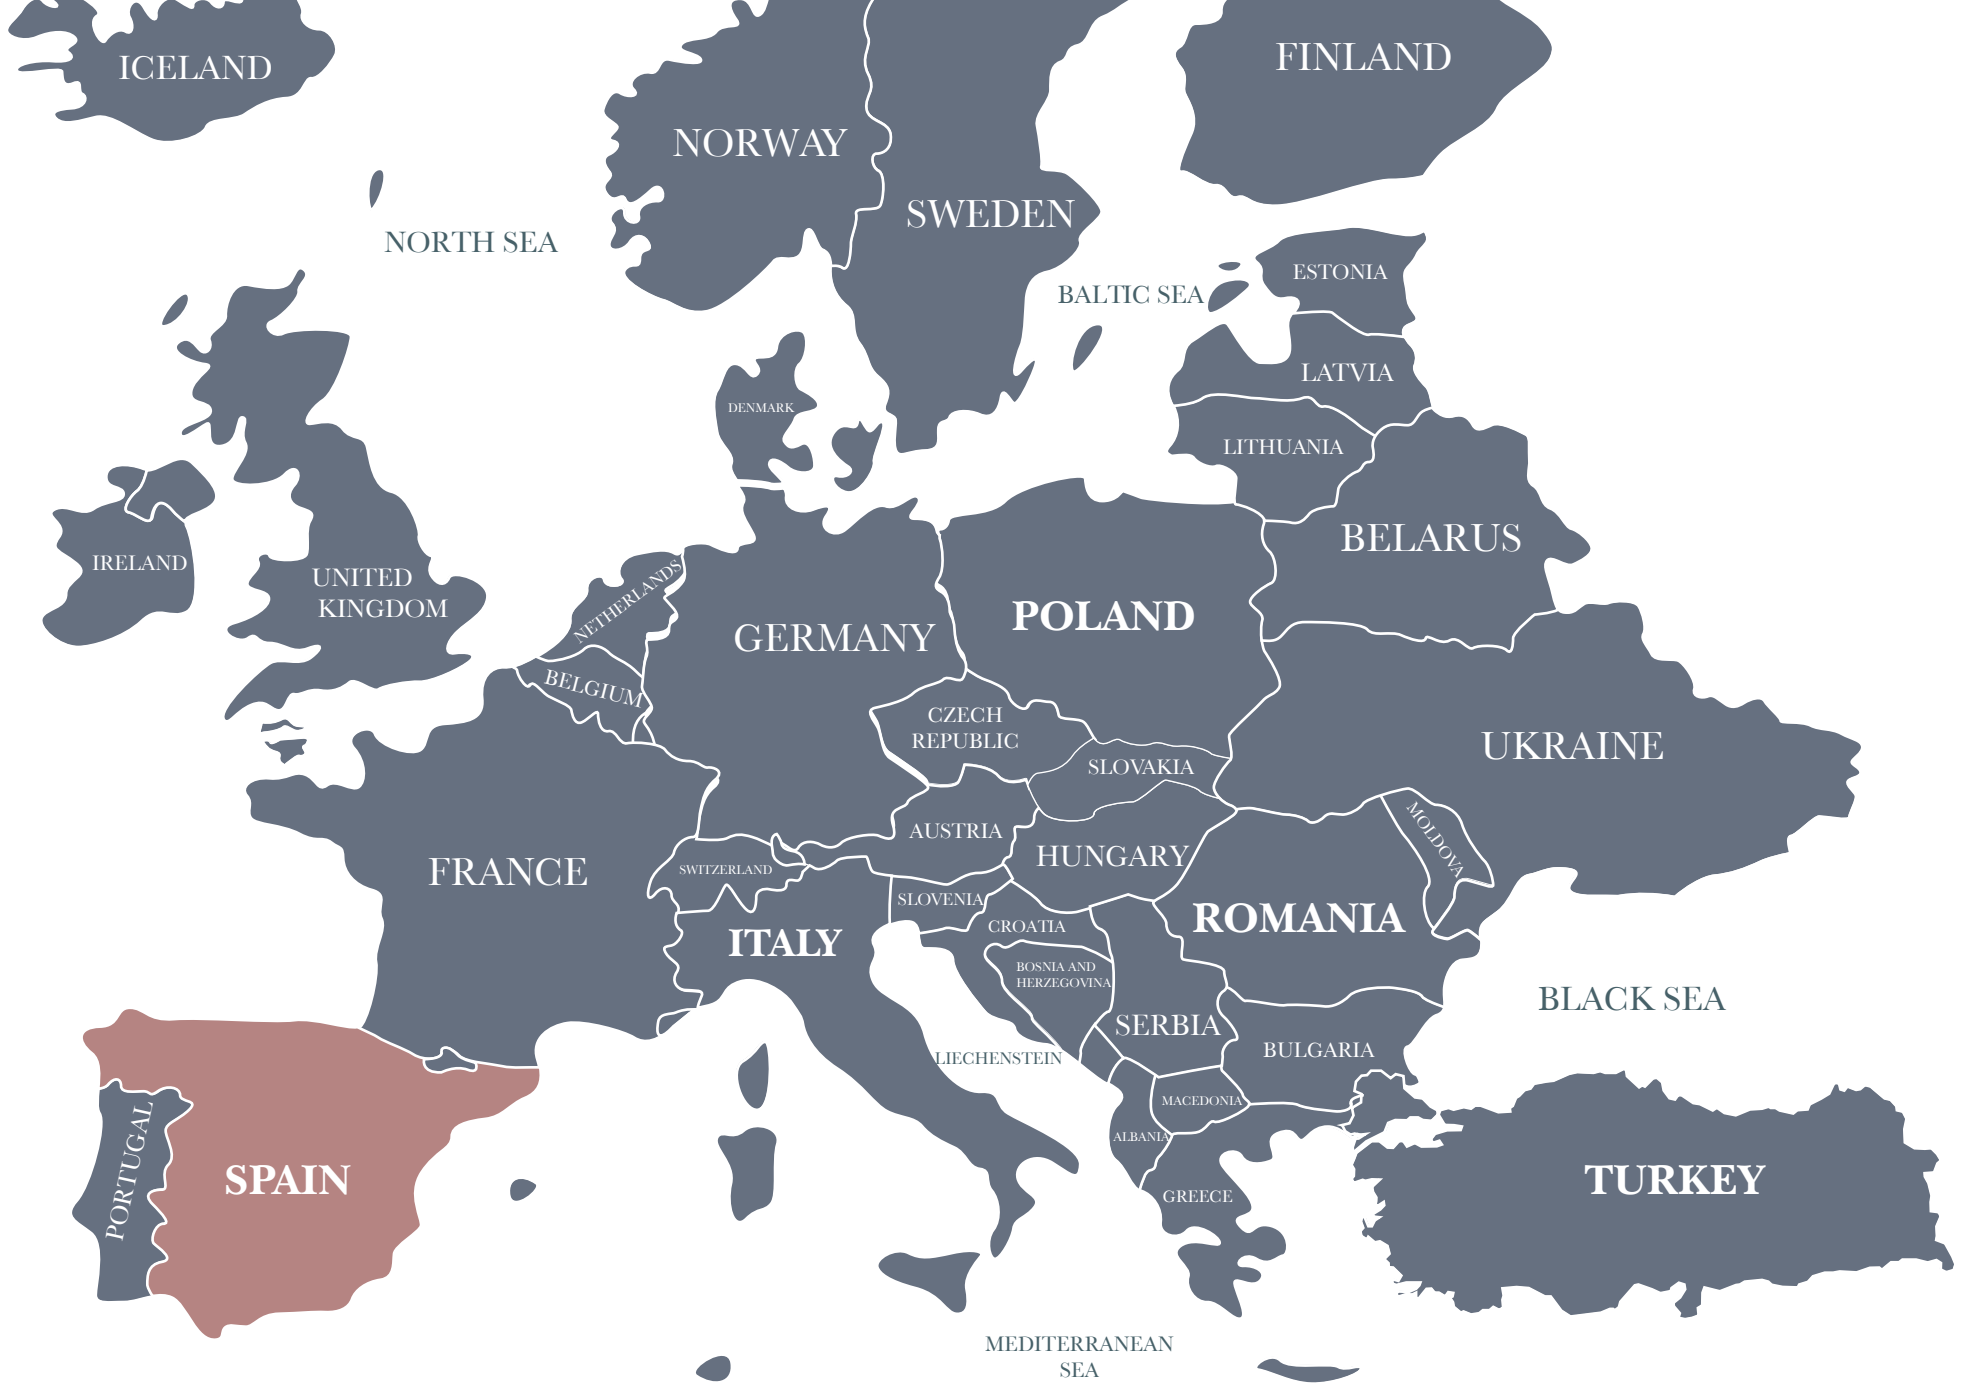 ICELAND
FINLAND
NORWAY
SWEDEN
NORTH SEA
ESTONIA
BALTIC SEA
LATVIA
DENMARK
LITHUANIA
BELARUS
IRELAND
UNITED
KINGDOM
NETHERLANDS
POLAND
GERMANY
BELGIUM
CZECH
REPUBLIC
UKRAINE
SLOVAKIA
AUSTRIA
MOLDOVA
HUNGARY
FRANCE
SWITZERLAND
SLOVENIA
ROMANIA
CROATIA
ITALY
BOSNIA AND
HERZEGOVINA
BLACK SEA
SERBIA
BULGARIA
LIECHENSTEIN
MACEDONIA
ALBANIA
PORTUGAL
SPAIN
TURKEY
GREECE
MEDITERRANEAN
SEA